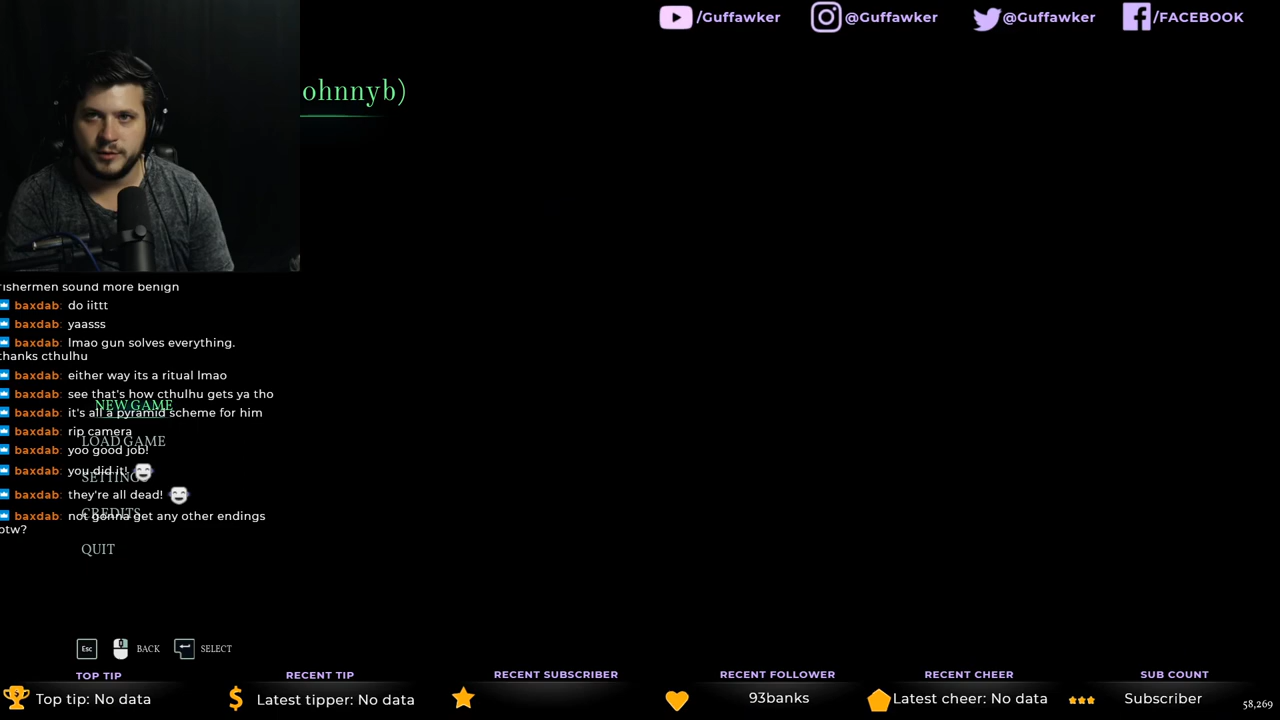 /Guffawker @Guffawker @Guffawker /FACEBOOK
ohnnyb)
fishermen sound more benign
baxdab: do iittt
baxdab: yaasss
baxdab: lmao gun solves everything.
thanks cthulhu
baxdab: either way its a ritual lmao
baxdab: see that's how cthulhu gets ya tho
NEW GAME
baxdab: it's all a pyramid scheme for him
baxdab: rip camera
LOAD GAME
baxdab: yoo good job!
baxdab: you did it!
SETTINGS
baxdab: they're all dead!
CREDITS
baxdab: not gonna get any other endings
btw?
QUIT
Esc BACK SELECT
TOP TIP RECENT TIP RECENT SUBSCRIBER RECENT FOLLOWER RECENT CHEER SUB COUNT
Top tip: No data Latest tipper: No data 93banks Latest cheer: No data Subscriber
58,269